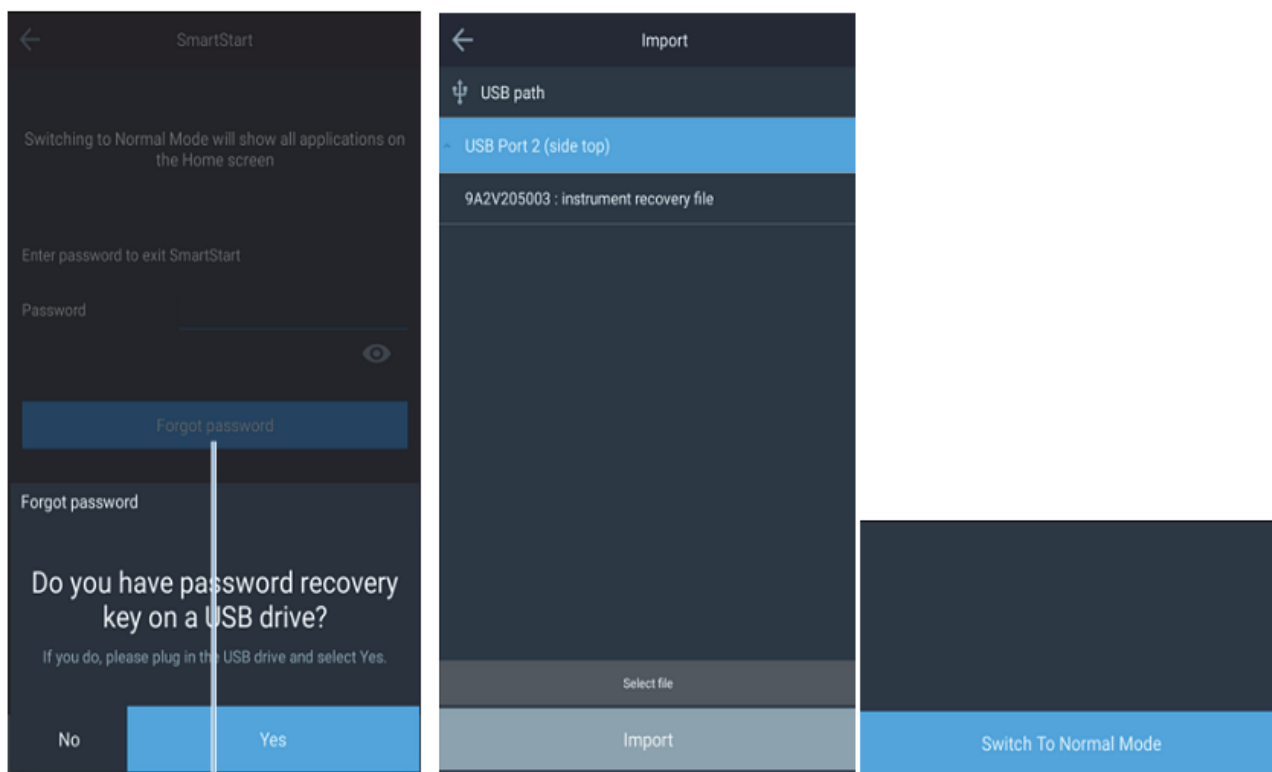 SmartStart
Switching to Normal Mode will show all applications on
the Home screen
Enter password to exit SmartStart
Password
Forgot password
Forgot password
Do you have password recovery
key on a USB drive?
If you do, please plug in the USB drive and select Yes.
No
Yes
Import
USB path
USB Port 2 (side top)
9A2V205003 : instrument recovery file
Select file
Import
Switch To Normal Mode